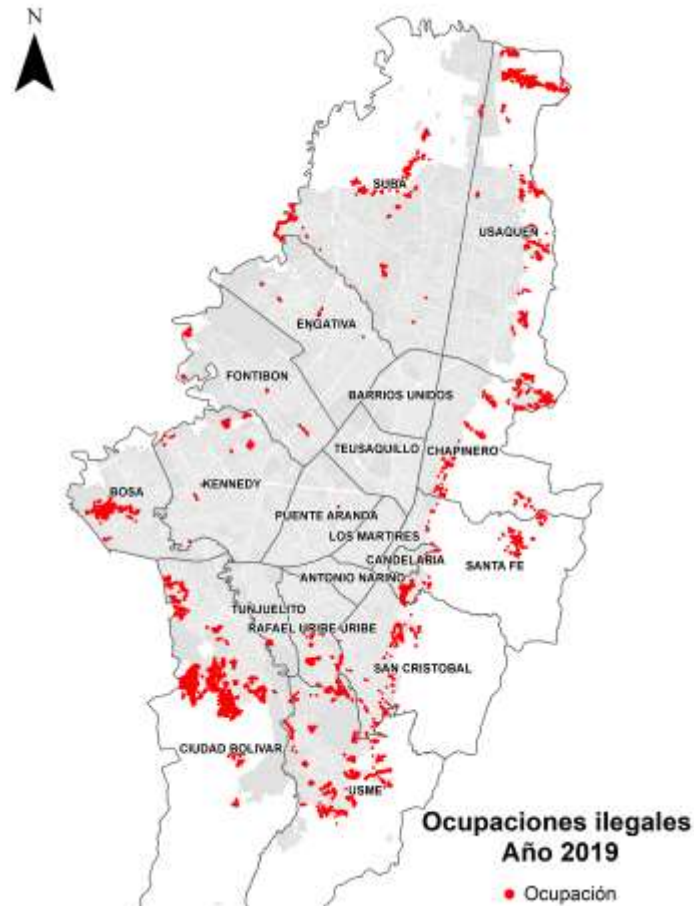 N
SUBA
USAQUEN
ENGATIVA
FONTIBON
BARRIOS UNIDOS
TEUSAQUILLO
CHAPINERO
KENNEDY
BOSA
PUENTE ARANDA
LOS MARTIRES
CANDELARIA
SANTA FE
ANTONIO NARIÑO
TUNJUELITO
RAFAEL URIBE URIBE
SAN CRISTOBAL
CIUDAD BOLIVAR
USME
Ocupaciones ilegales
Año 2019
Ocupación